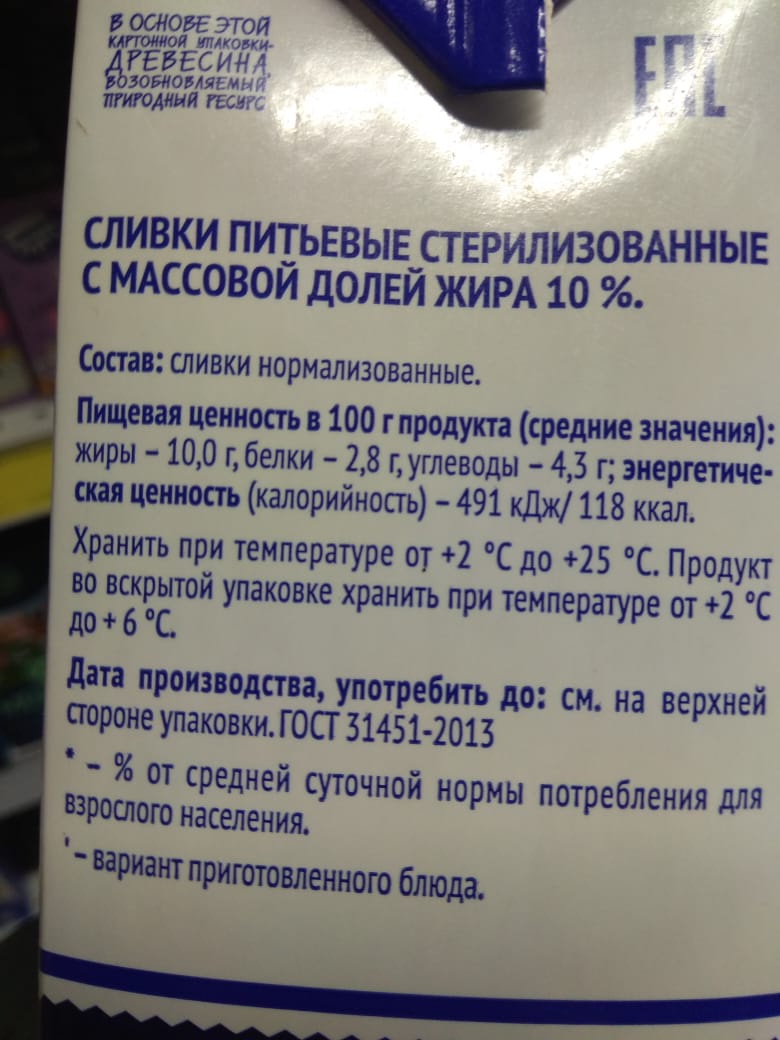 В ОСНОВЕ ЭТОЙ
КАРТОННОЙ УПАКОВКИ-
ДРЕВЕСИНА,
ВОЗОБНОВЛЯЕМЫЙ
ПРИРОДНЫЙ РЕСУРС
ЕАС
СЛИВКИ ПИТЬЕВЫЕ СТЕРИЛИЗОВАННЫЕ
С МАССОВОЙ ДОЛЕЙ ЖИРА 10 %.
Состав: сливки нормализованные.
Пищевая ценность в 100 г продукта (средние значения):
жиры – 10,0 г, белки – 2,8 г, углеводы – 4,3 г; энергетиче-
ская ценность (калорийность) – 491 кДж/ 118 ккал.
Хранить при температуре от +2 °С до +25 °С. Продукт
во вскрытой упаковке хранить при температуре от +2 °С
до + 6 °С.
Дата производства, употребить до: см. на верхней
стороне упаковки. ГОСТ 31451-2013
* – % от средней суточной нормы потребления для
взрослого населения.
' – вариант приготовленного блюда.